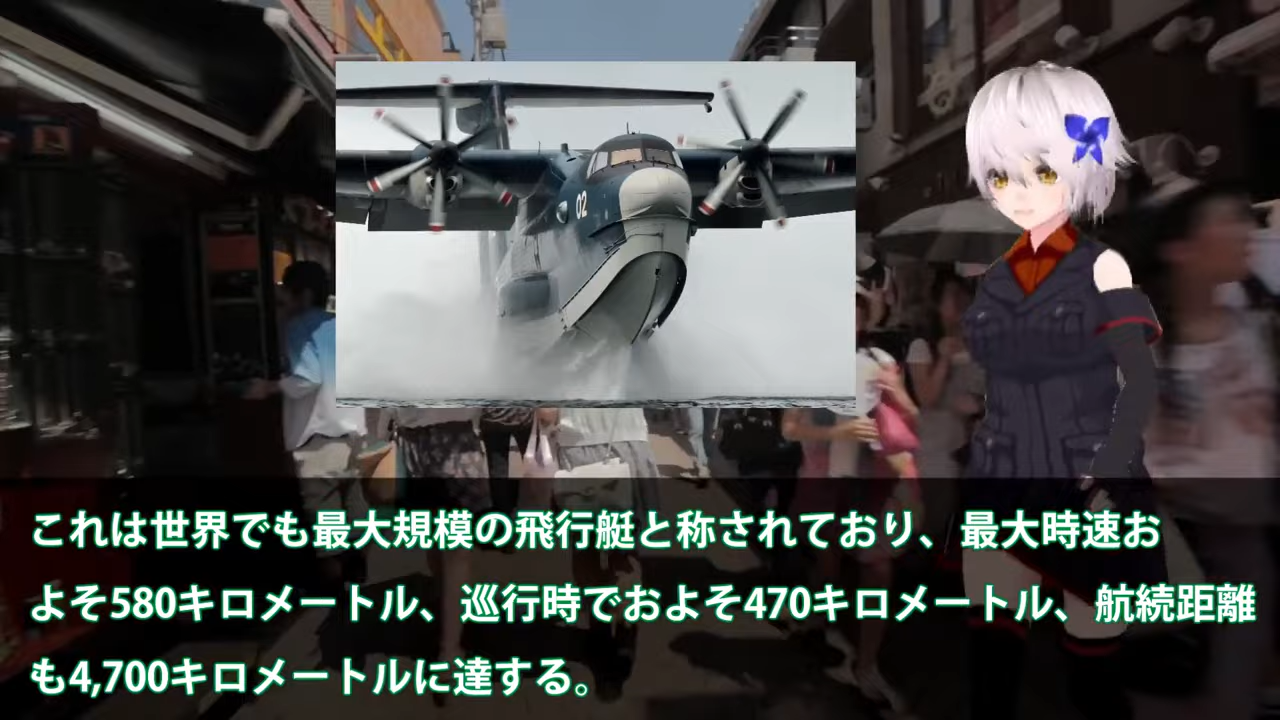 02
これは世界でも最大規模の飛行艇と称されており、最大時速お
よそ580キロメートル、巡行時でおよそ470キロメートル、航続距離
も4,700キロメートルに達する。